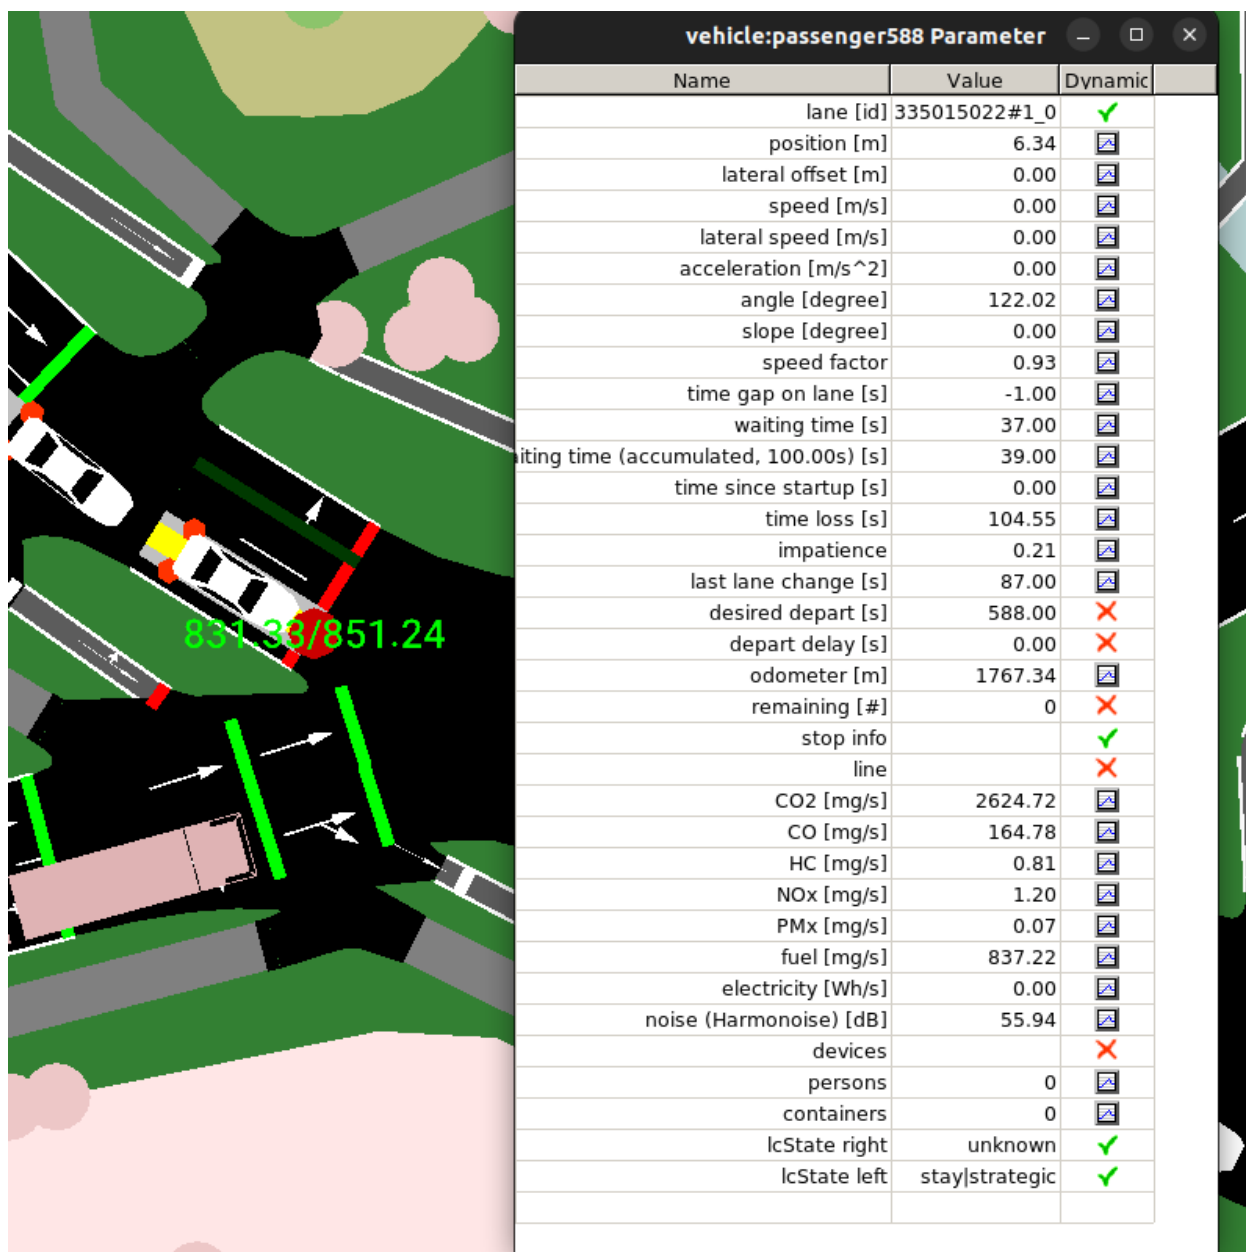 vehicle:passenger588 Parameter
Name Value Dynamic
lane [id] 335015022#1_0
position [m] 6.34
lateral offset [m] 0.00
speed [m/s] 0.00
lateral speed [m/s] 0.00
acceleration [m/s^2] 0.00
angle [degree] 122.02
slope [degree] 0.00
speed factor 0.93
time gap on lane [s] -1.00
waiting time [s] 37.00
iting time (accumulated, 100.00s) [s] 39.00
time since startup [s] 0.00
time loss [s] 104.55
impatience 0.21
last lane change [s] 87.00
desired depart [s] 588.00
depart delay [s] 0.00
odometer [m] 1767.34
remaining [#] 0
stop info
line
CO2 [mg/s] 2624.72
CO [mg/s] 164.78
HC [mg/s] 0.81
NOx [mg/s] 1.20
PMx [mg/s] 0.07
fuel [mg/s] 837.22
electricity [Wh/s] 0.00
noise (Harmonoise) [dB] 55.94
devices
persons 0
containers 0
lcState right unknown
lcState left stay|strategic
831.33/851.24